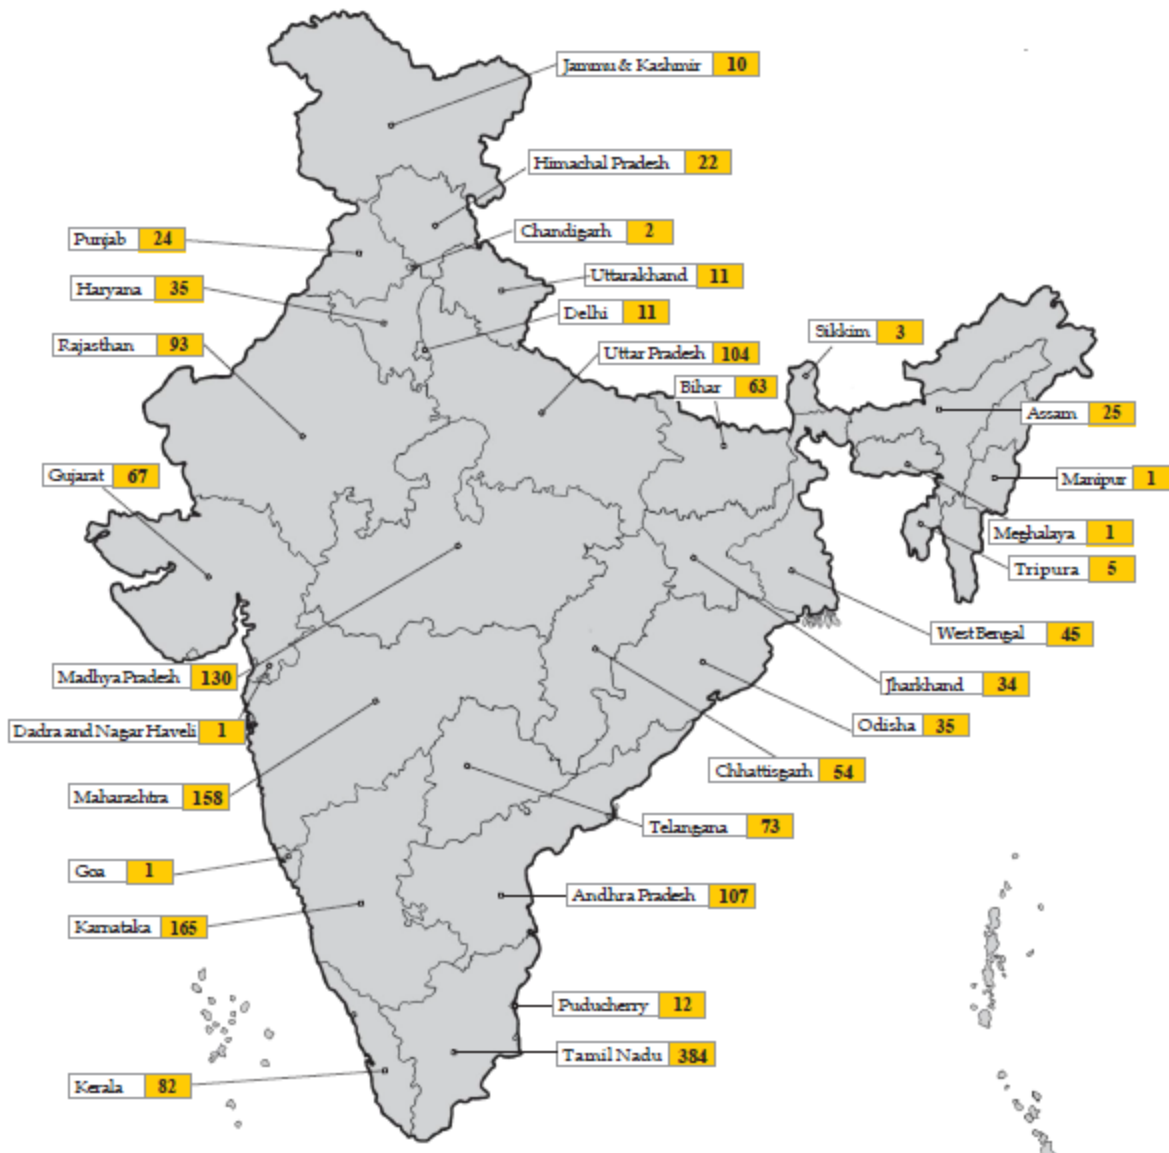 Jammu & Kashmir 10
Himachal Pradesh 22
Chandigarh 2
Punjab 24
Uttarakhand 11
Haryana 35
Delhi 11
Sikkim 3
Rajasthan 93
Uttar Pradesh 104
Bihar 63
Assam 25
Gujarat 67
Manipur 1
Meghalaya 1
Tripura 5
West Bengal 45
Madhya Pradesh 130
Jharkhand 34
Dadra and Nagar Haveli 1
Odisha 35
Chhattisgarh 54
Maharashtra 158
Telangana 73
Goa 1
Andhra Pradesh 107
Karnataka 165
Puducherry 12
Tamil Nadu 384
Kerala 82